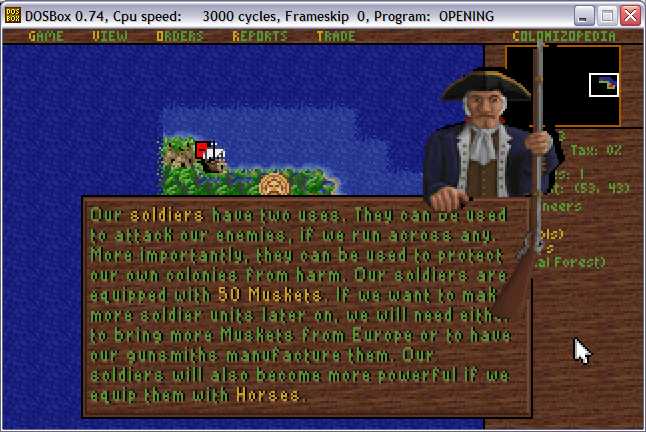 DOSBox 0.74, Cpu speed: 3000 cycles, Frameskip 0, Program: OPENING
GAME VIEW ORDERS REPORTS TRADE COLONIZOPEDIA
Tax: 0%
: 1
(53, 43)
neers
Our soldiers have two uses. They can be used
to attack our enemies, if we run across any.
More importantly, they can be used to protect
our own colonies from harm. Our soldiers are
equipped with 50 Muskets. If we want to mak
more soldier units later on, we will need eith
to bring more Muskets from Europe or to have
our gunsmiths manufacture them. Our
soldiers will also become more powerful if we
equip them with Horses.
ols)
s
al Forest)